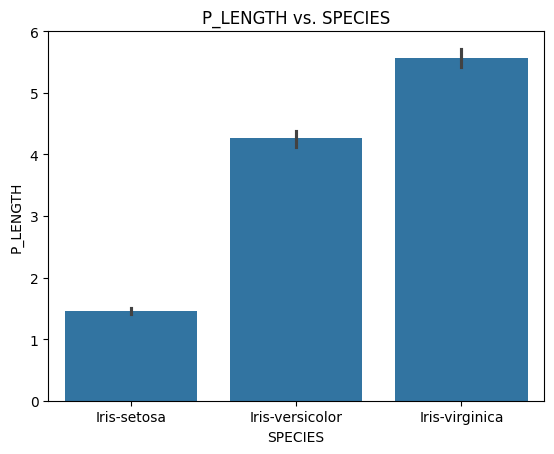 P_LENGTH vs. SPECIES
6
5
4
3
2
1
0
P_LENGTH
Iris-setosa Iris-versicolor Iris-virginica
SPECIES